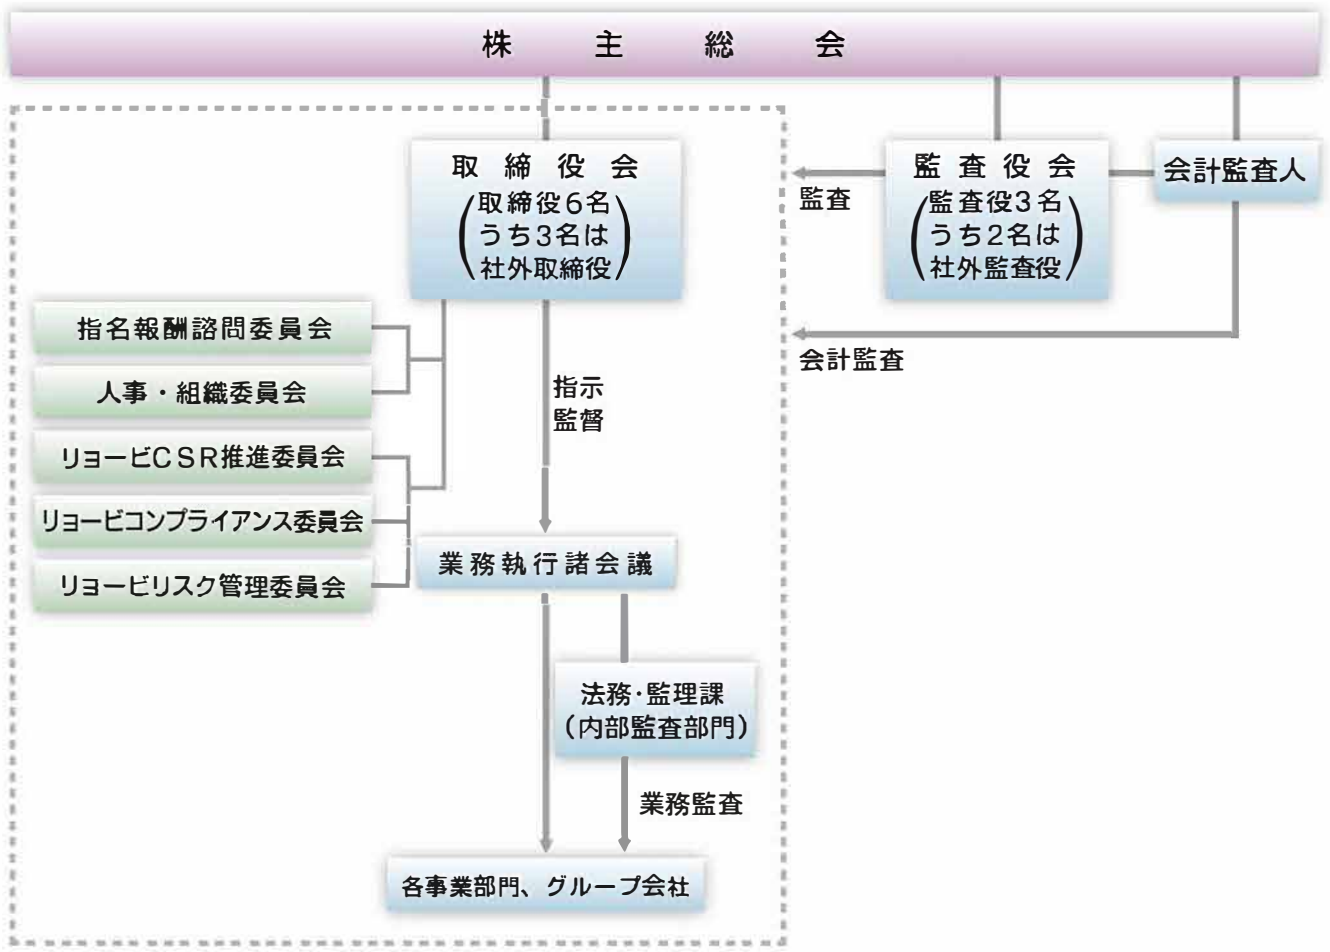 株主総会
取締役会
(取締役6名
うち3名は
社外取締役)
監査役会
(監査役3名
うち2名は
社外監査役)
会計監査人
監査
会計監査
指名報酬諮問委員会
人事・組織委員会
リョービCSR推進委員会
リョービコンプライアンス委員会
リョービリスク管理委員会
指示
監督
業務執行諸会議
法務・監理課
(内部監査部門)
業務監査
各事業部門、グループ会社